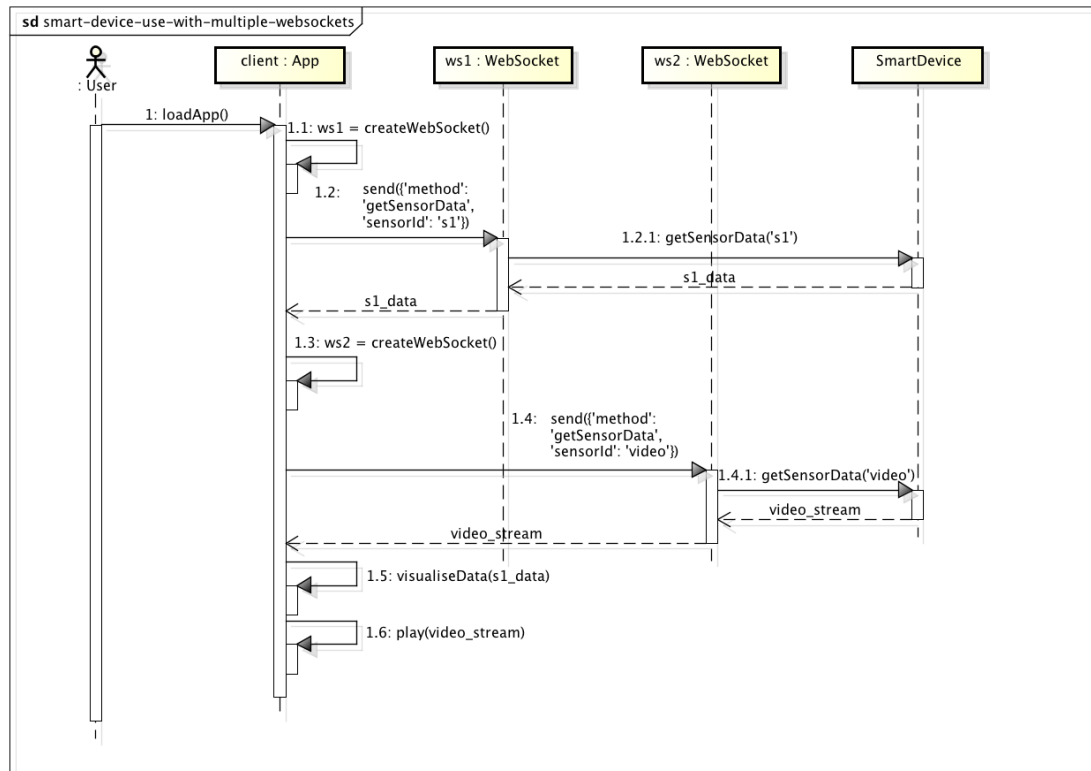 sd smart-device-use-with-multiple-websockets
: User
client : App
ws1 : WebSocket
ws2 : WebSocket
SmartDevice
1: loadApp()
1.1: ws1 = createWebSocket()
1.2: send({'method':
'getSensorData',
'sensorId': 's1'})
1.2.1: getSensorData('s1')
s1_data
s1_data
1.3: ws2 = createWebSocket()
1.4: send({'method':
'getSensorData',
'sensorId': 'video'})
1.4.1: getSensorData('video')
video_stream
video_stream
1.5: visualiseData(s1_data)
1.6: play(video_stream)